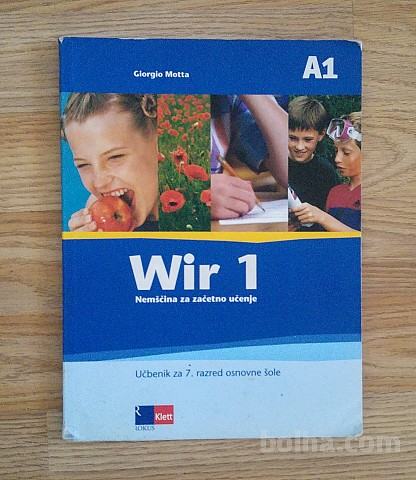 Giorgio Motta
A1
Wir 1
Nemščina za začetno učenje
Učbenik za 7. razred osnovne šole
R
ROKUS
Klett
bolha.com